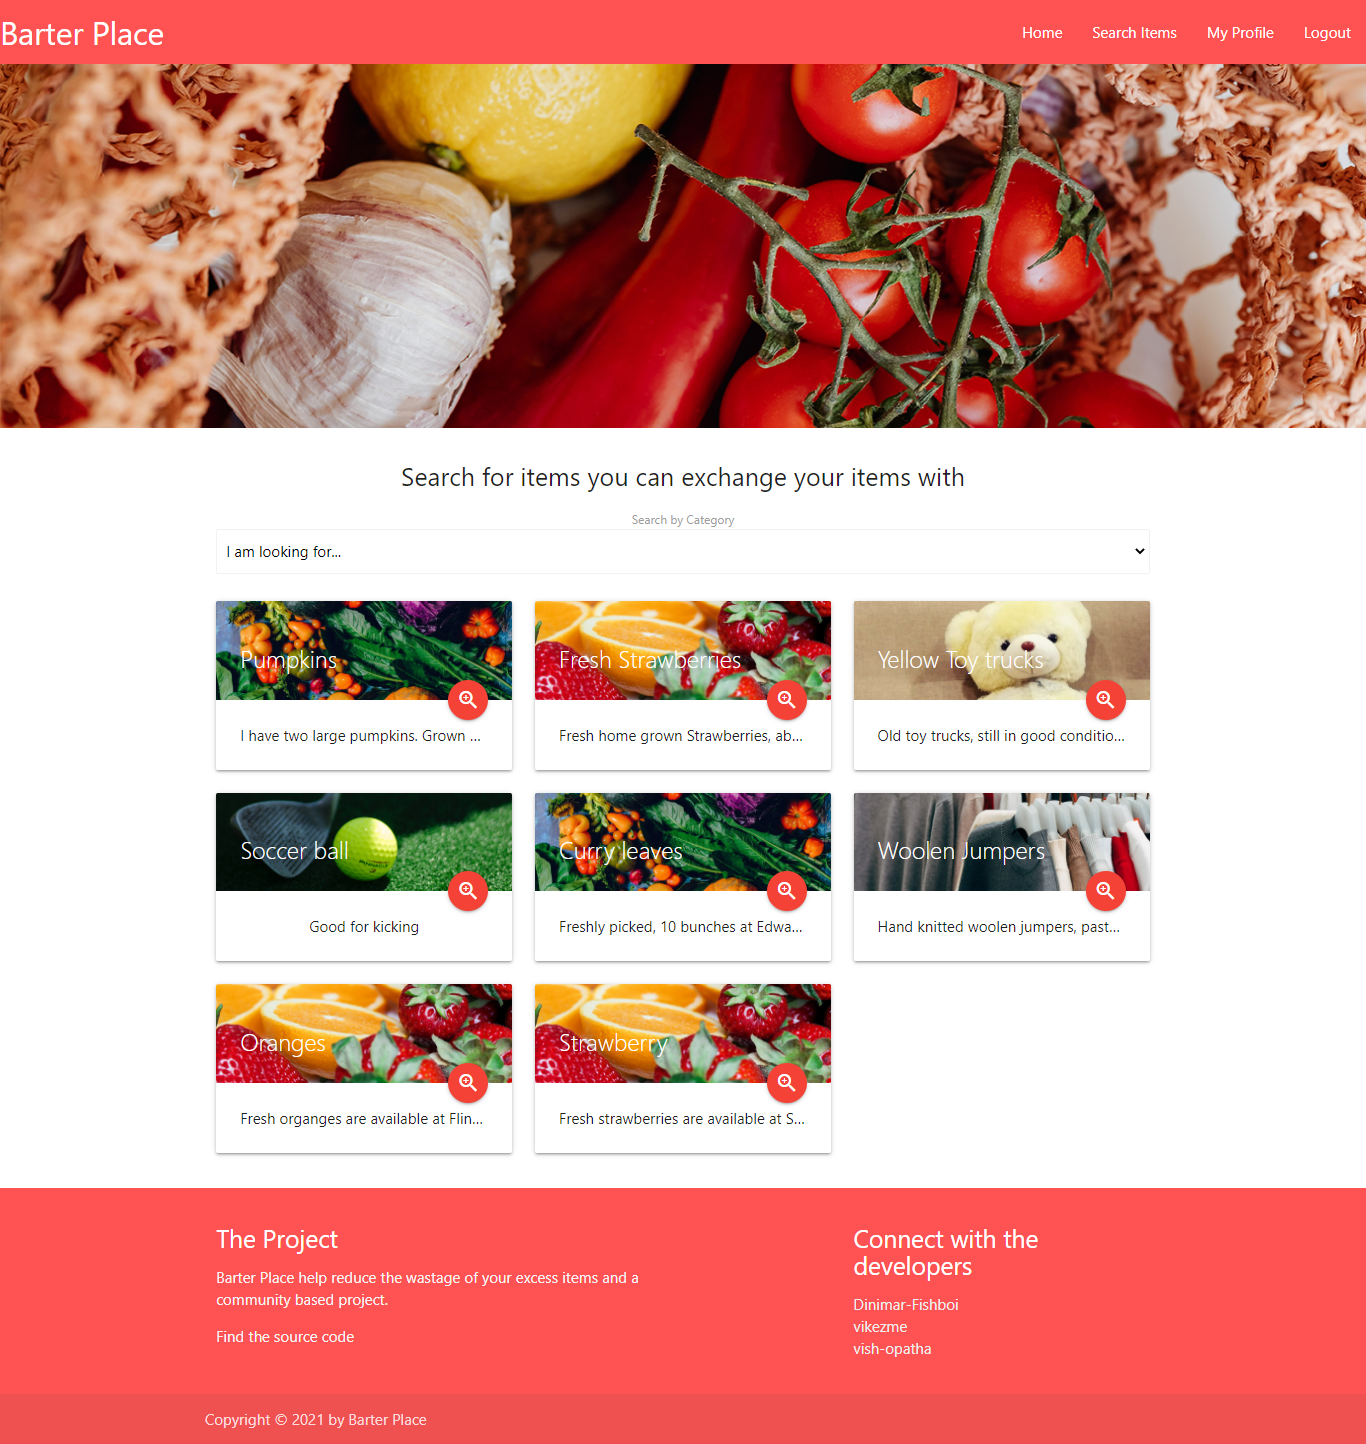 Barter Place
Home Search Items My Profile Logout
Search for items you can exchange your items with
Search by Category
I am looking for...
Pumpkins
I have two large pumpkins. Grown ...
Fresh Strawberries
Fresh home grown Strawberries, ab...
Yellow Toy trucks
Old toy trucks, still in good conditio...
Soccer ball
Good for kicking
Curry leaves
Freshly picked, 10 bunches at Edwa...
Woolen Jumpers
Hand knitted woolen jumpers, past...
Oranges
Fresh organges are available at Flin...
Strawberry
Fresh strawberries are available at S...
The Project
Barter Place help reduce the wastage of your excess items and a
community based project.
Find the source code
Connect with the
developers
Dinimar-Fishboi
vikezme
vish-opatha
Copyright © 2021 by Barter Place